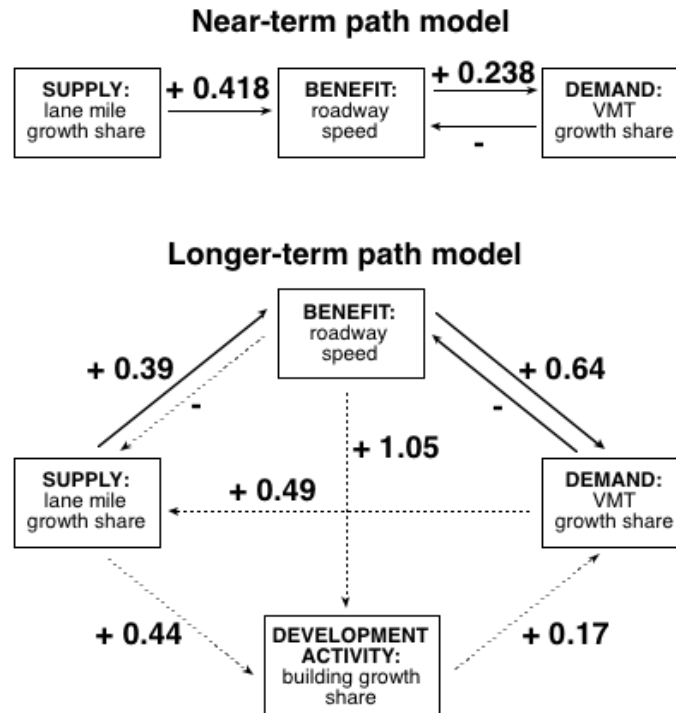 Near-term path model
SUPPLY:
lane mile
growth share
+ 0.418
BENEFIT:
roadway
speed
+ 0.238
-
DEMAND:
VMT
growth share
Longer-term path model
BENEFIT:
roadway
speed
+ 0.39
-
+ 0.64
-
+ 1.05
SUPPLY:
lane mile
growth share
+ 0.49
DEMAND:
VMT
growth share
+ 0.44
DEVELOPMENT
ACTIVITY:
building growth
share
+ 0.17